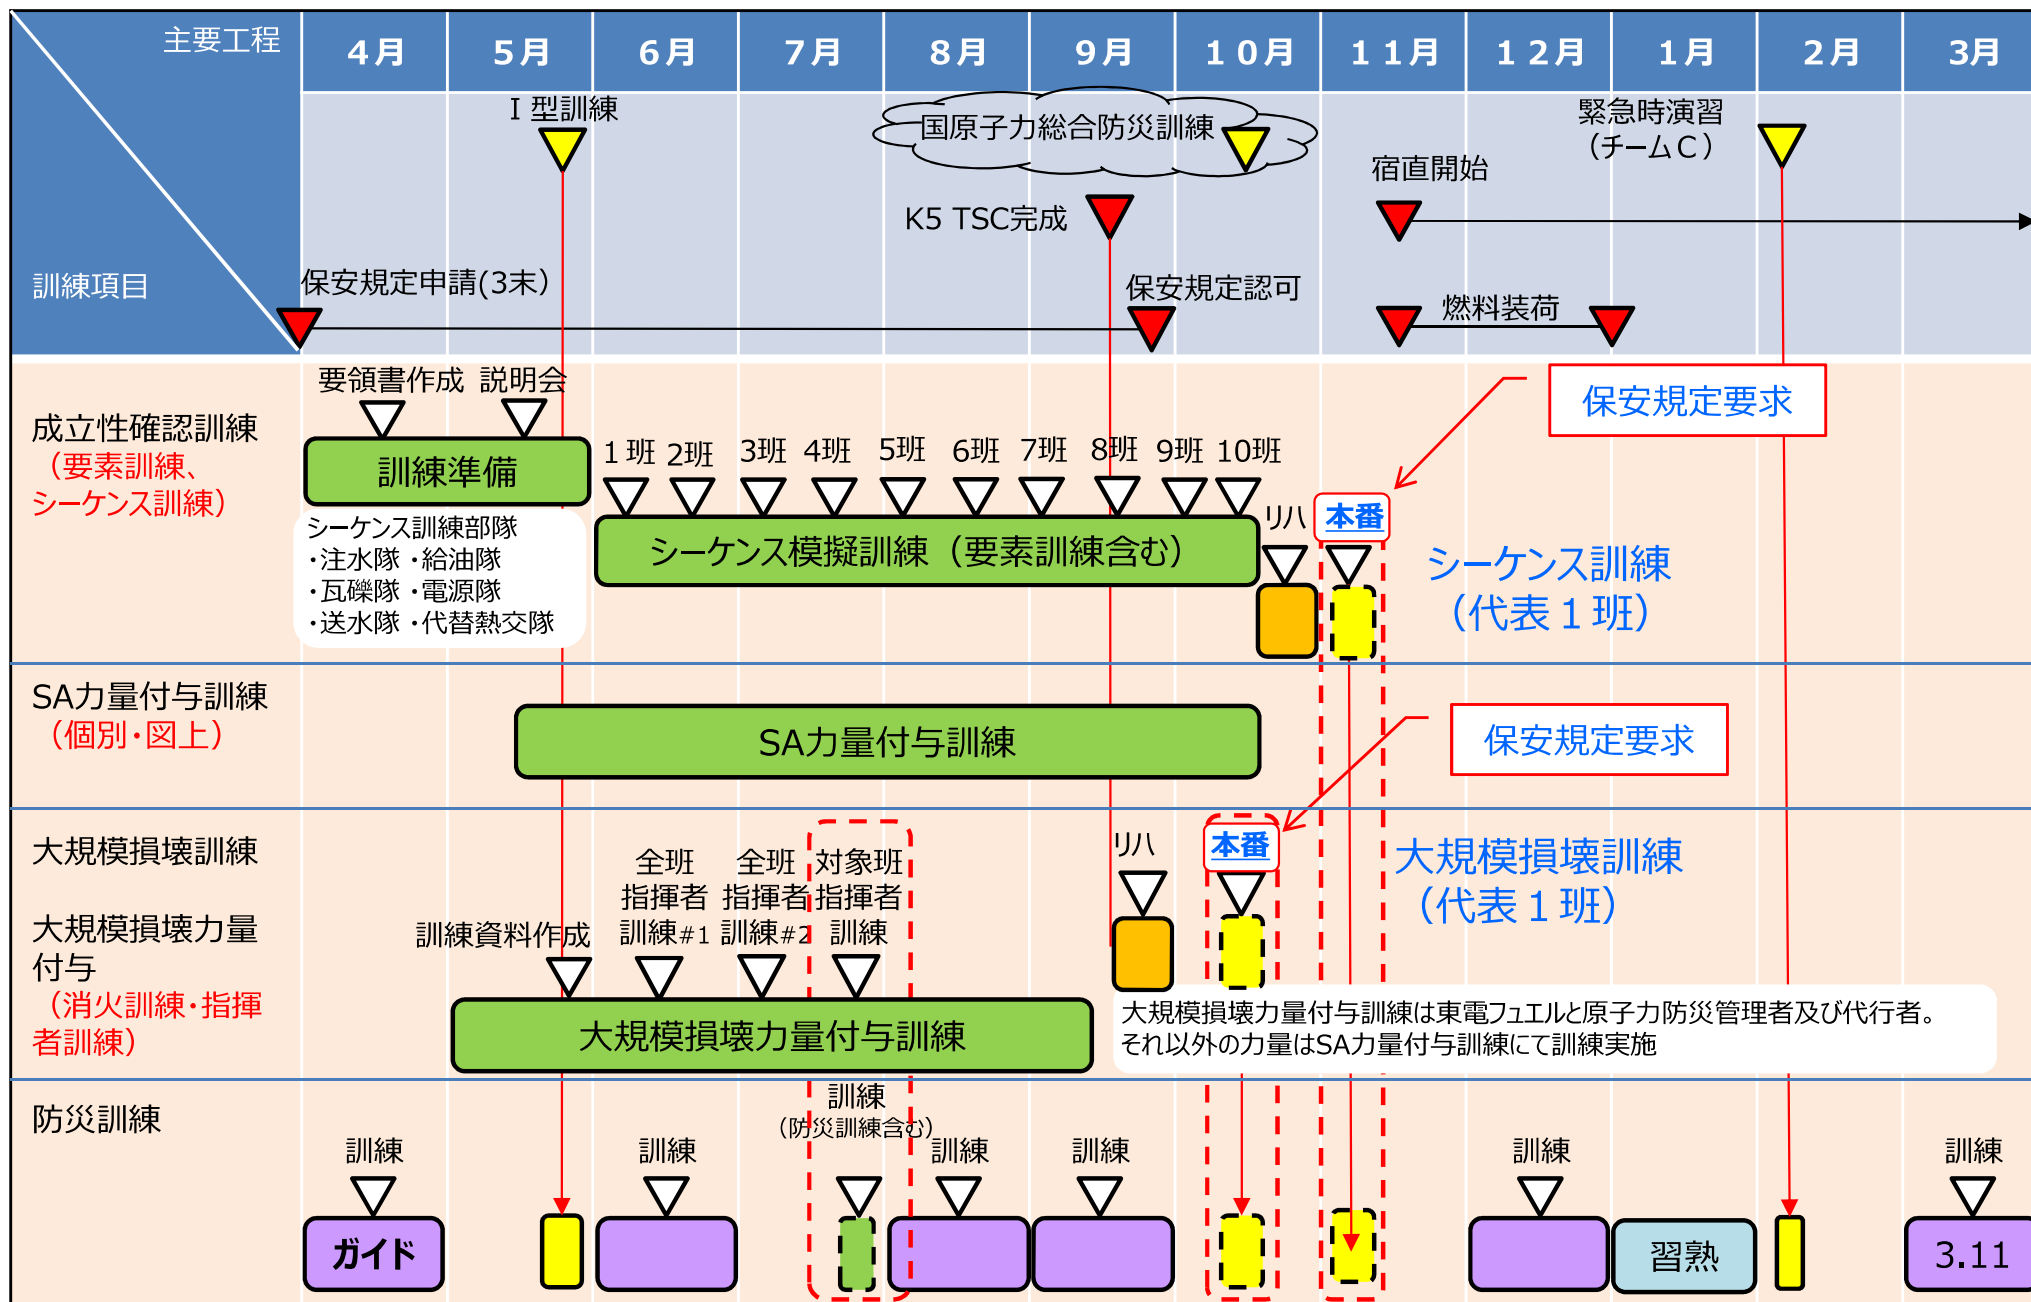 主要工程
訓練項目
４月
５月
６月
７月
８月
９月
１０月
１１月
１２月
１月
２月
3月
Ⅰ型訓練
国原子力総合防災訓練
緊急時演習
（チームＣ）
宿直開始
K5 TSC完成
保安規定申請(3末）
保安規定認可
燃料装荷
成立性確認訓練
（要素訓練、
シーケンス訓練）
要領書作成
説明会
訓練準備
シーケンス訓練部隊
・注水隊 ・給油隊
・瓦礫隊 ・電源隊
・送水隊 ・代替熱交隊
１班
2班
3班
4班
5班
6班
7班
8班
9班
10班
シーケンス模擬訓練（要素訓練含む）
リハ
本番
保安規定要求
シーケンス訓練
（代表１班）
SA力量付与訓練
（個別・図上）
SA力量付与訓練
保安規定要求
大規模損壊訓練
大規模損壊力量
付与
（消火訓練・指揮
者訓練）
訓練資料作成
全班
指揮者
訓練#1
全班
指揮者
訓練#2
対象班
指揮者
訓練
大規模損壊力量付与訓練
リハ
本番
大規模損壊訓練
（代表１班）
大規模損壊力量付与訓練は東電フュエルと原子力防災管理者及び代行者。
それ以外の力量はSA力量付与訓練にて訓練実施
防災訓練
訓練
ガイド
訓練
訓練
（防災訓練含む）
訓練
訓練
訓練
習熟
訓練
3.11